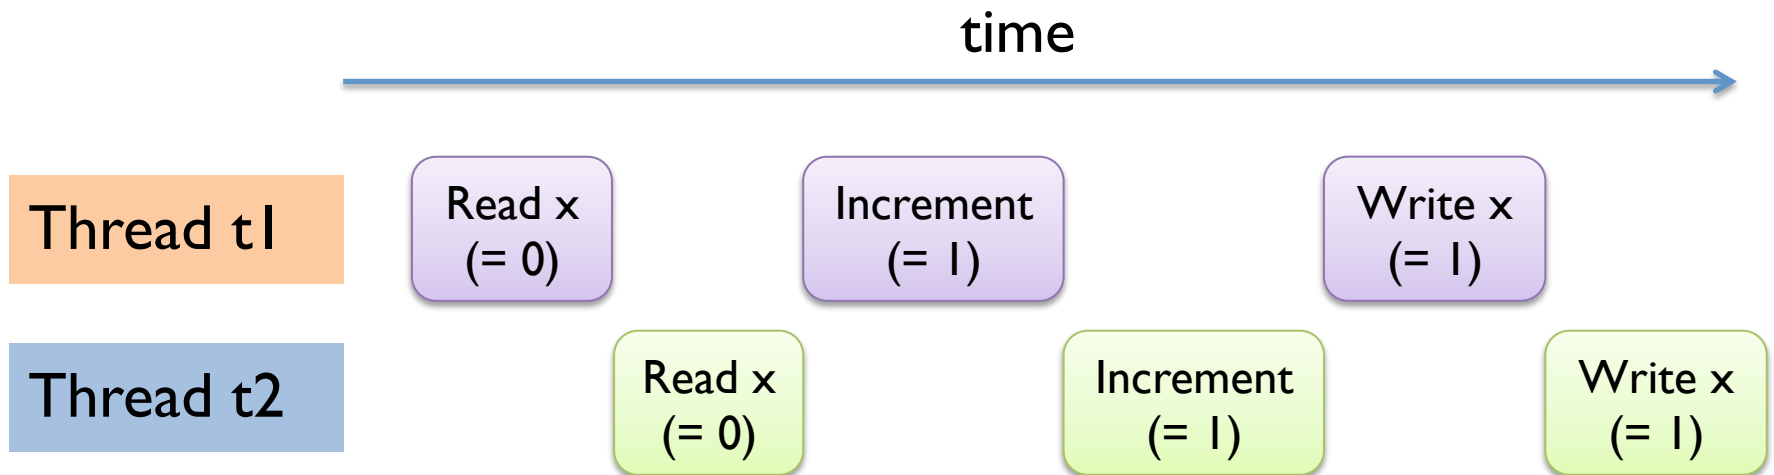 time
Thread t1
Read x
(= 0)
Increment
(= 1)
Write x
(= 1)
Thread t2
Read x
(= 0)
Increment
(= 1)
Write x
(= 1)